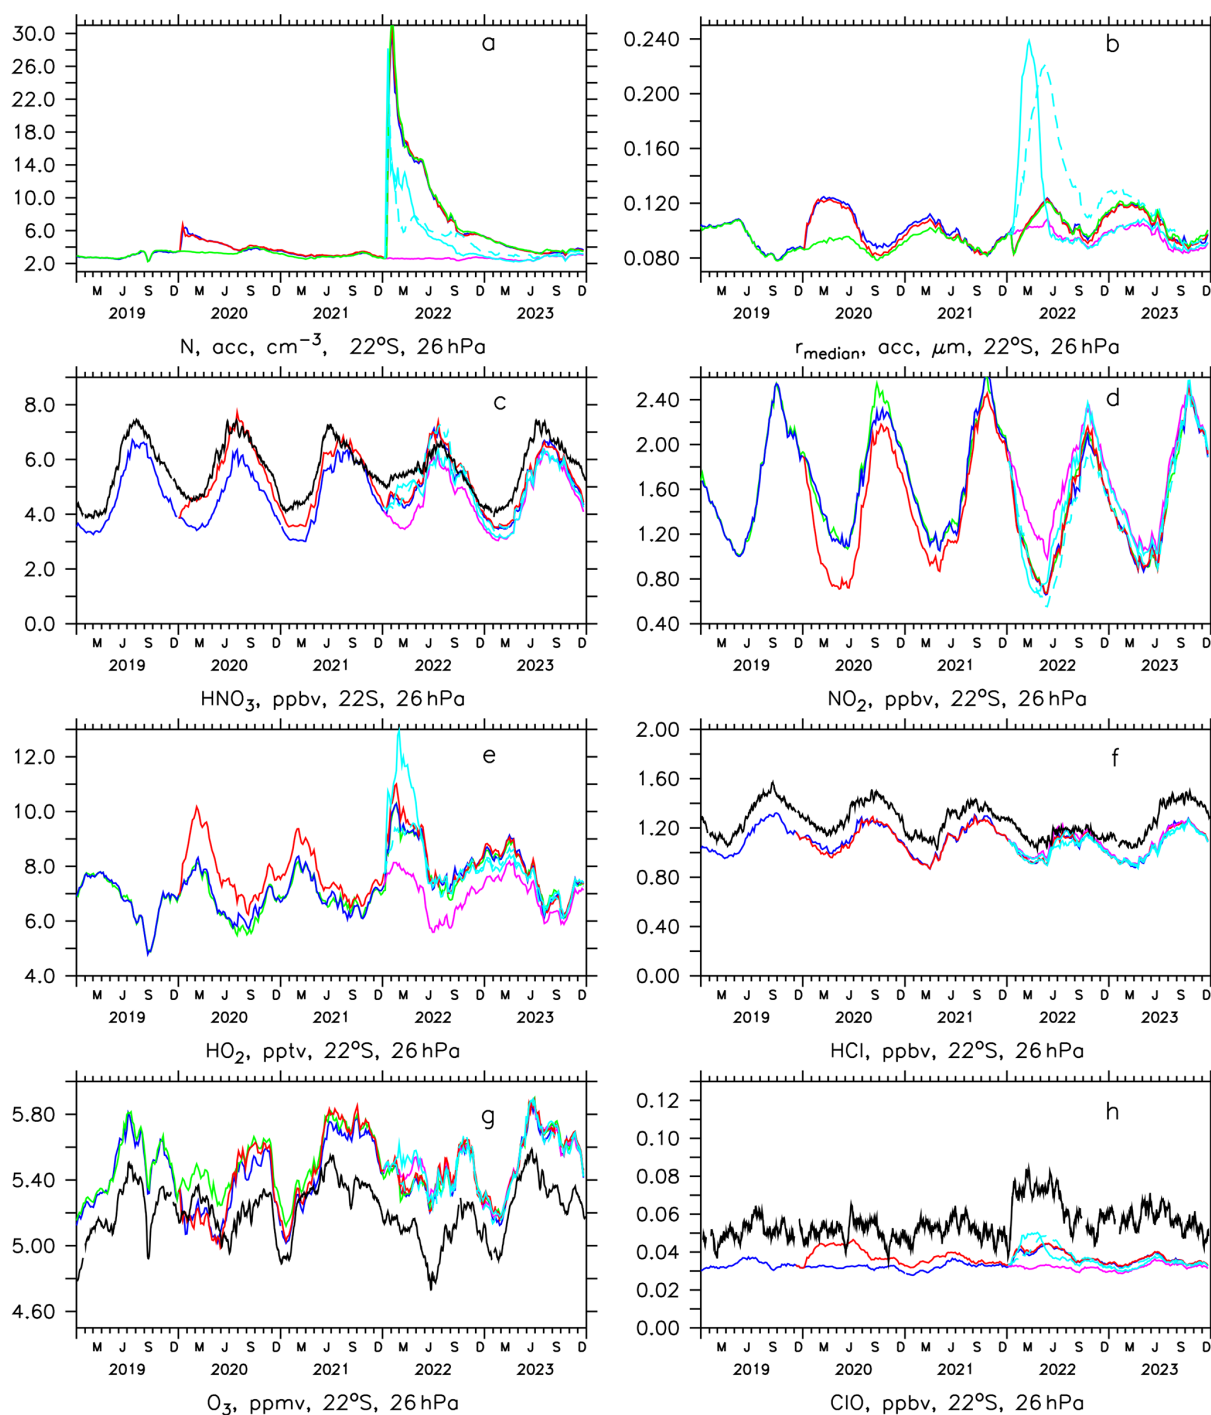 a
30.0
26.0
22.0
18.0
14.0
10.0
6.0
2.0
M J S D M J S D M J S D M J S D M J S D
2019 2020 2021 2022 2023
N, acc, cm⁻³, 22°S, 26 hPa
b
0.240
0.200
0.160
0.120
0.080
M J S D M J S D M J S D M J S D M J S D
2019 2020 2021 2022 2023
r_median, acc, μm, 22°S, 26 hPa
c
8.0
6.0
4.0
2.0
0.0
M J S D M J S D M J S D M J S D M J S D
2019 2020 2021 2022 2023
HNO₃, ppbv, 22S, 26 hPa
d
2.40
2.00
1.60
1.20
0.80
0.40
M J S D M J S D M J S D M J S D M J S D
2019 2020 2021 2022 2023
NO₂, ppbv, 22°S, 26 hPa
e
12.0
10.0
8.0
6.0
4.0
M J S D M J S D M J S D M J S D M J S D
2019 2020 2021 2022 2023
HO₂, pptv, 22°S, 26 hPa
f
2.00
1.60
1.20
0.80
0.40
0.00
M J S D M J S D M J S D M J S D M J S D
2019 2020 2021 2022 2023
HCl, ppbv, 22°S, 26 hPa
g
5.80
5.40
5.00
4.60
M J S D M J S D M J S D M J S D M J S D
2019 2020 2021 2022 2023
O₃, ppmv, 22°S, 26 hPa
h
0.12
0.10
0.08
0.06
0.04
0.02
0.00
M J S D M J S D M J S D M J S D M J S D
2019 2020 2021 2022 2023
ClO, ppbv, 22°S, 26 hPa